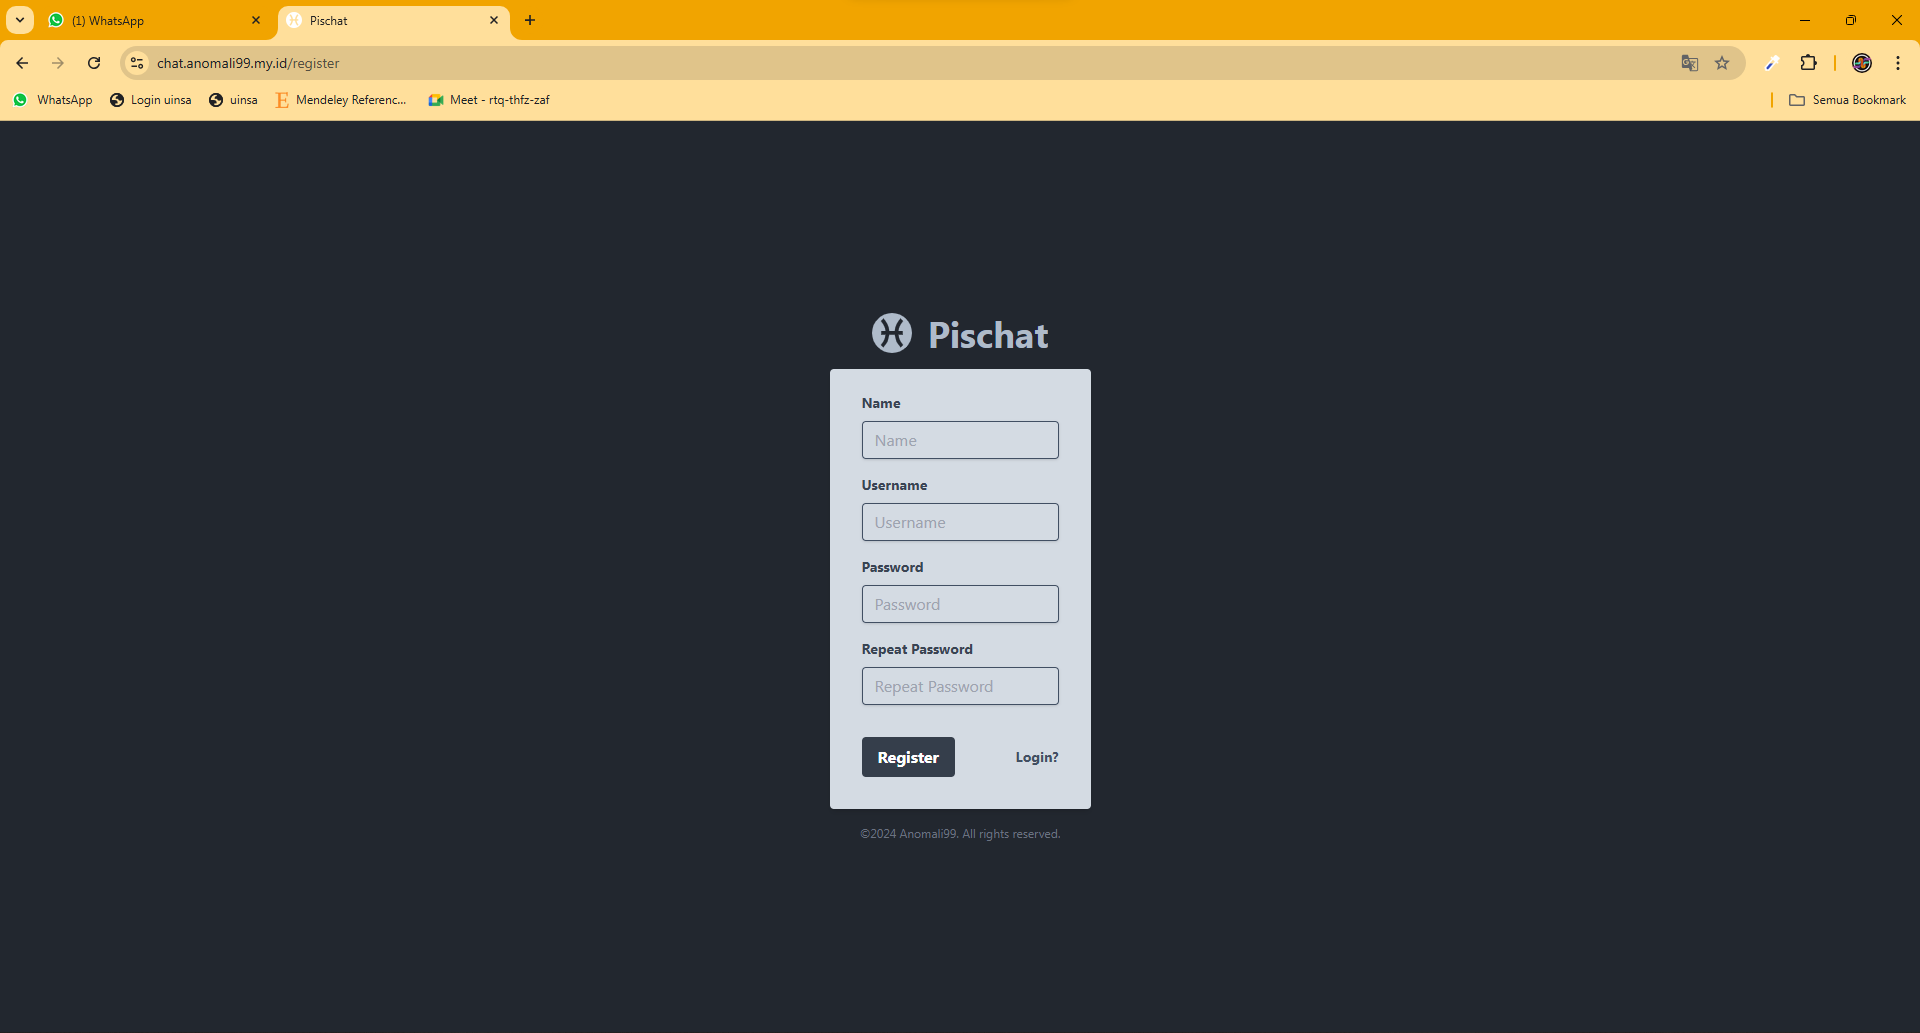 (1) WhatsApp
Pischat
chat.anomali99.my.id/register
WhatsApp
Login uinsa
uinsa
Mendeley Referenc...
Meet - rtq-thfz-zaf
Semua Bookmark
Pischat
Name
Name
Username
Username
Password
Password
Repeat Password
Repeat Password
Register
Login?
©2024 Anomali99. All rights reserved.